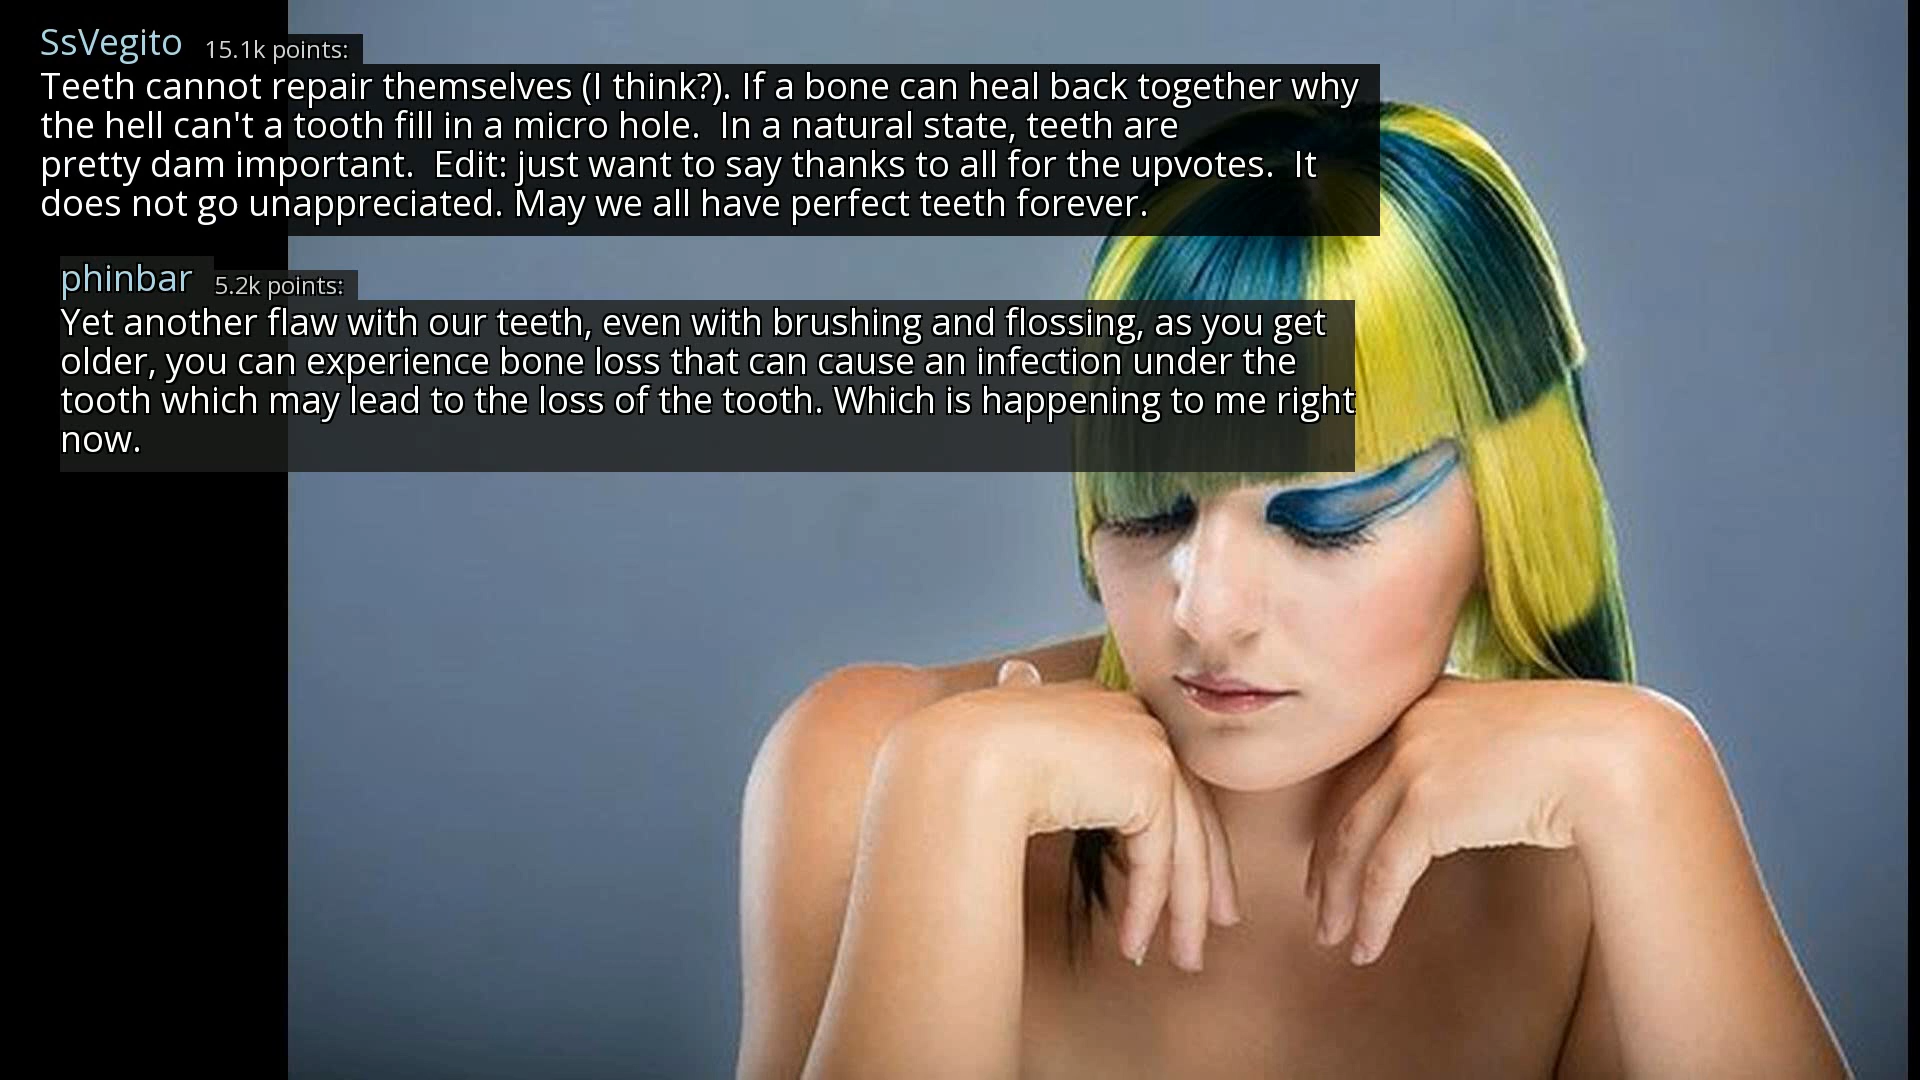 SsVegito 15.1k points:
Teeth cannot repair themselves (I think?). If a bone can heal back together why
the hell can't a tooth fill in a micro hole.  In a natural state, teeth are
pretty dam important.  Edit: just want to say thanks to all for the upvotes.  It
does not go unappreciated. May we all have perfect teeth forever.
phinbar 5.2k points:
Yet another flaw with our teeth, even with brushing and flossing, as you get
older, you can experience bone loss that can cause an infection under the
tooth which may lead to the loss of the tooth. Which is happening to me right
now.